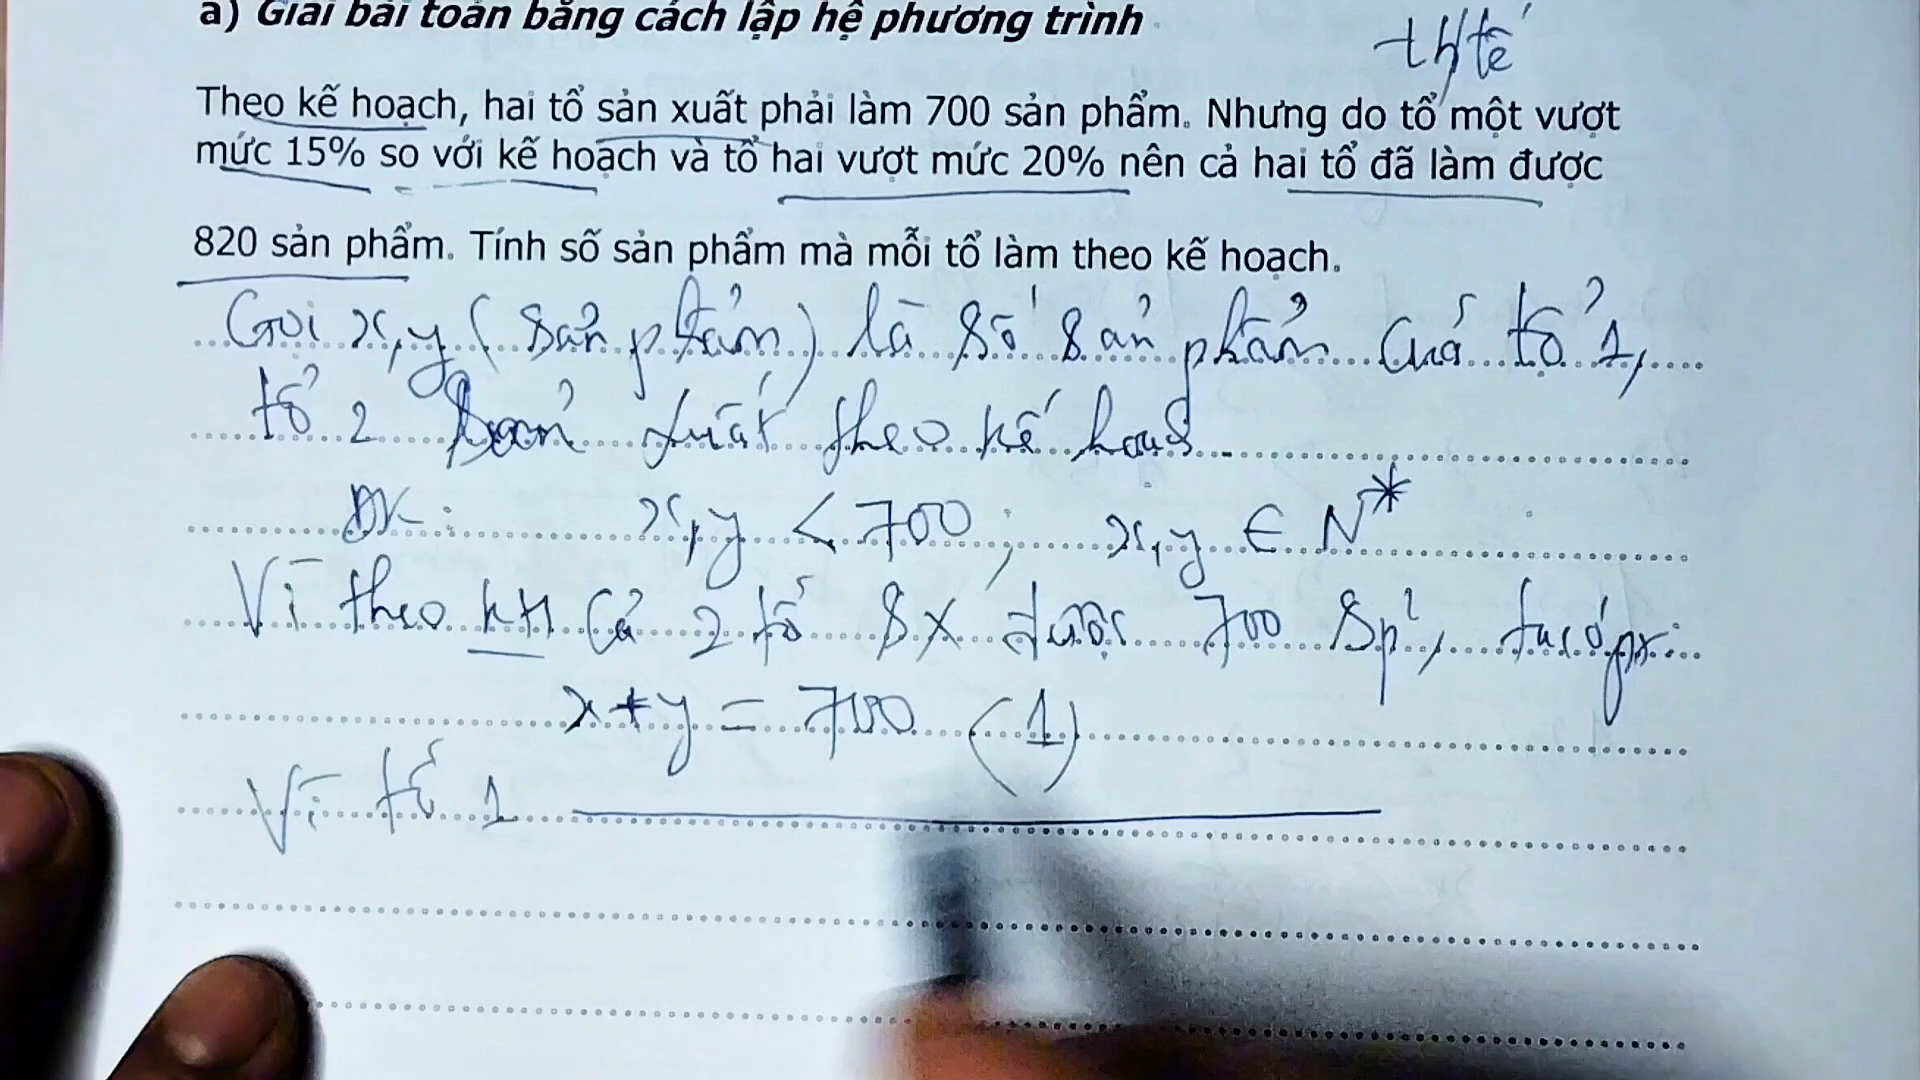 a) Giải bài toán bằng cách lập hệ phương trình
th/tế
Theo kế hoạch, hai tổ sản xuất phải làm 700 sản phẩm. Nhưng do tổ một vượt
mức 15% so với kế hoạch và tổ hai vượt mức 20% nên cả hai tổ đã làm được
820 sản phẩm. Tính số sản phẩm mà mỗi tổ làm theo kế hoạch.
Gọi x,y (sản phẩm) là số sản phẩm của tổ 1,
tổ 2 sản xuất theo kế hoạch
ĐK: x,y < 700; x,y ∈ N*
Vì theo KH cả 2 tổ SX được 700 sp,
x+y = 700 (1)
Vì tổ 1